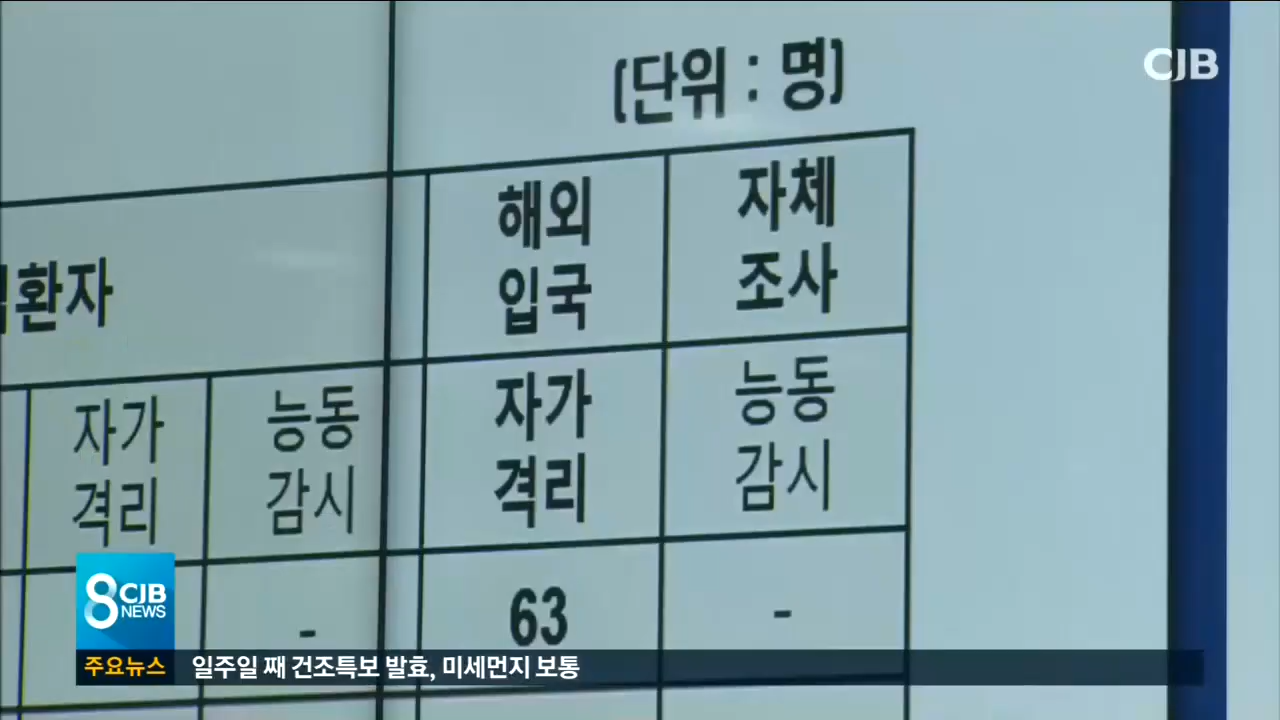 (단위 : 명)
CJB
해외
입국
자체
조사
환자
자가
격리
능동
감시
자가
격리
능동
감시
-
63
-
8 CJB
NEWS
주요뉴스
일주일 째 건조특보 발효, 미세먼지 보통